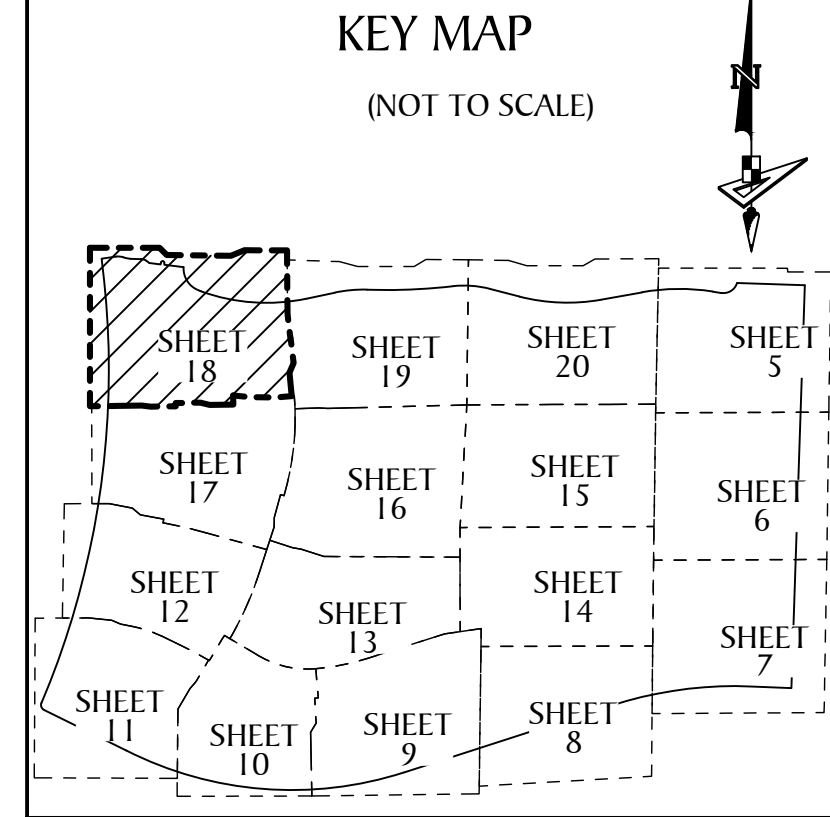 KEY MAP
(NOT TO SCALE)
N
SHEET
18
SHEET
19
SHEET
20
SHEET
5
SHEET
17
SHEET
16
SHEET
15
SHEET
6
SHEET
12
SHEET
13
SHEET
14
SHEET
7
SHEET
11
SHEET
10
SHEET
9
SHEET
8